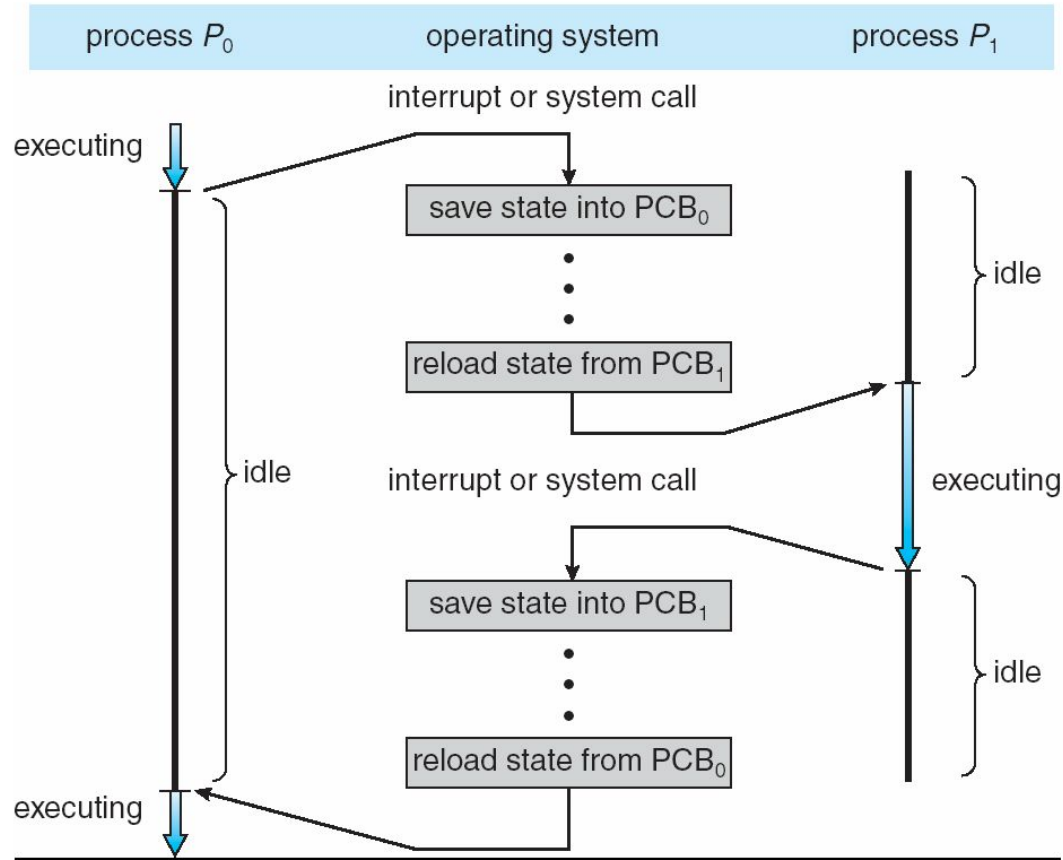 process P₀ operating system process P₁
interrupt or system call
executing
save state into PCB₀
idle
reload state from PCB₁
idle
interrupt or system call
executing
save state into PCB₁
idle
reload state from PCB₀
executing